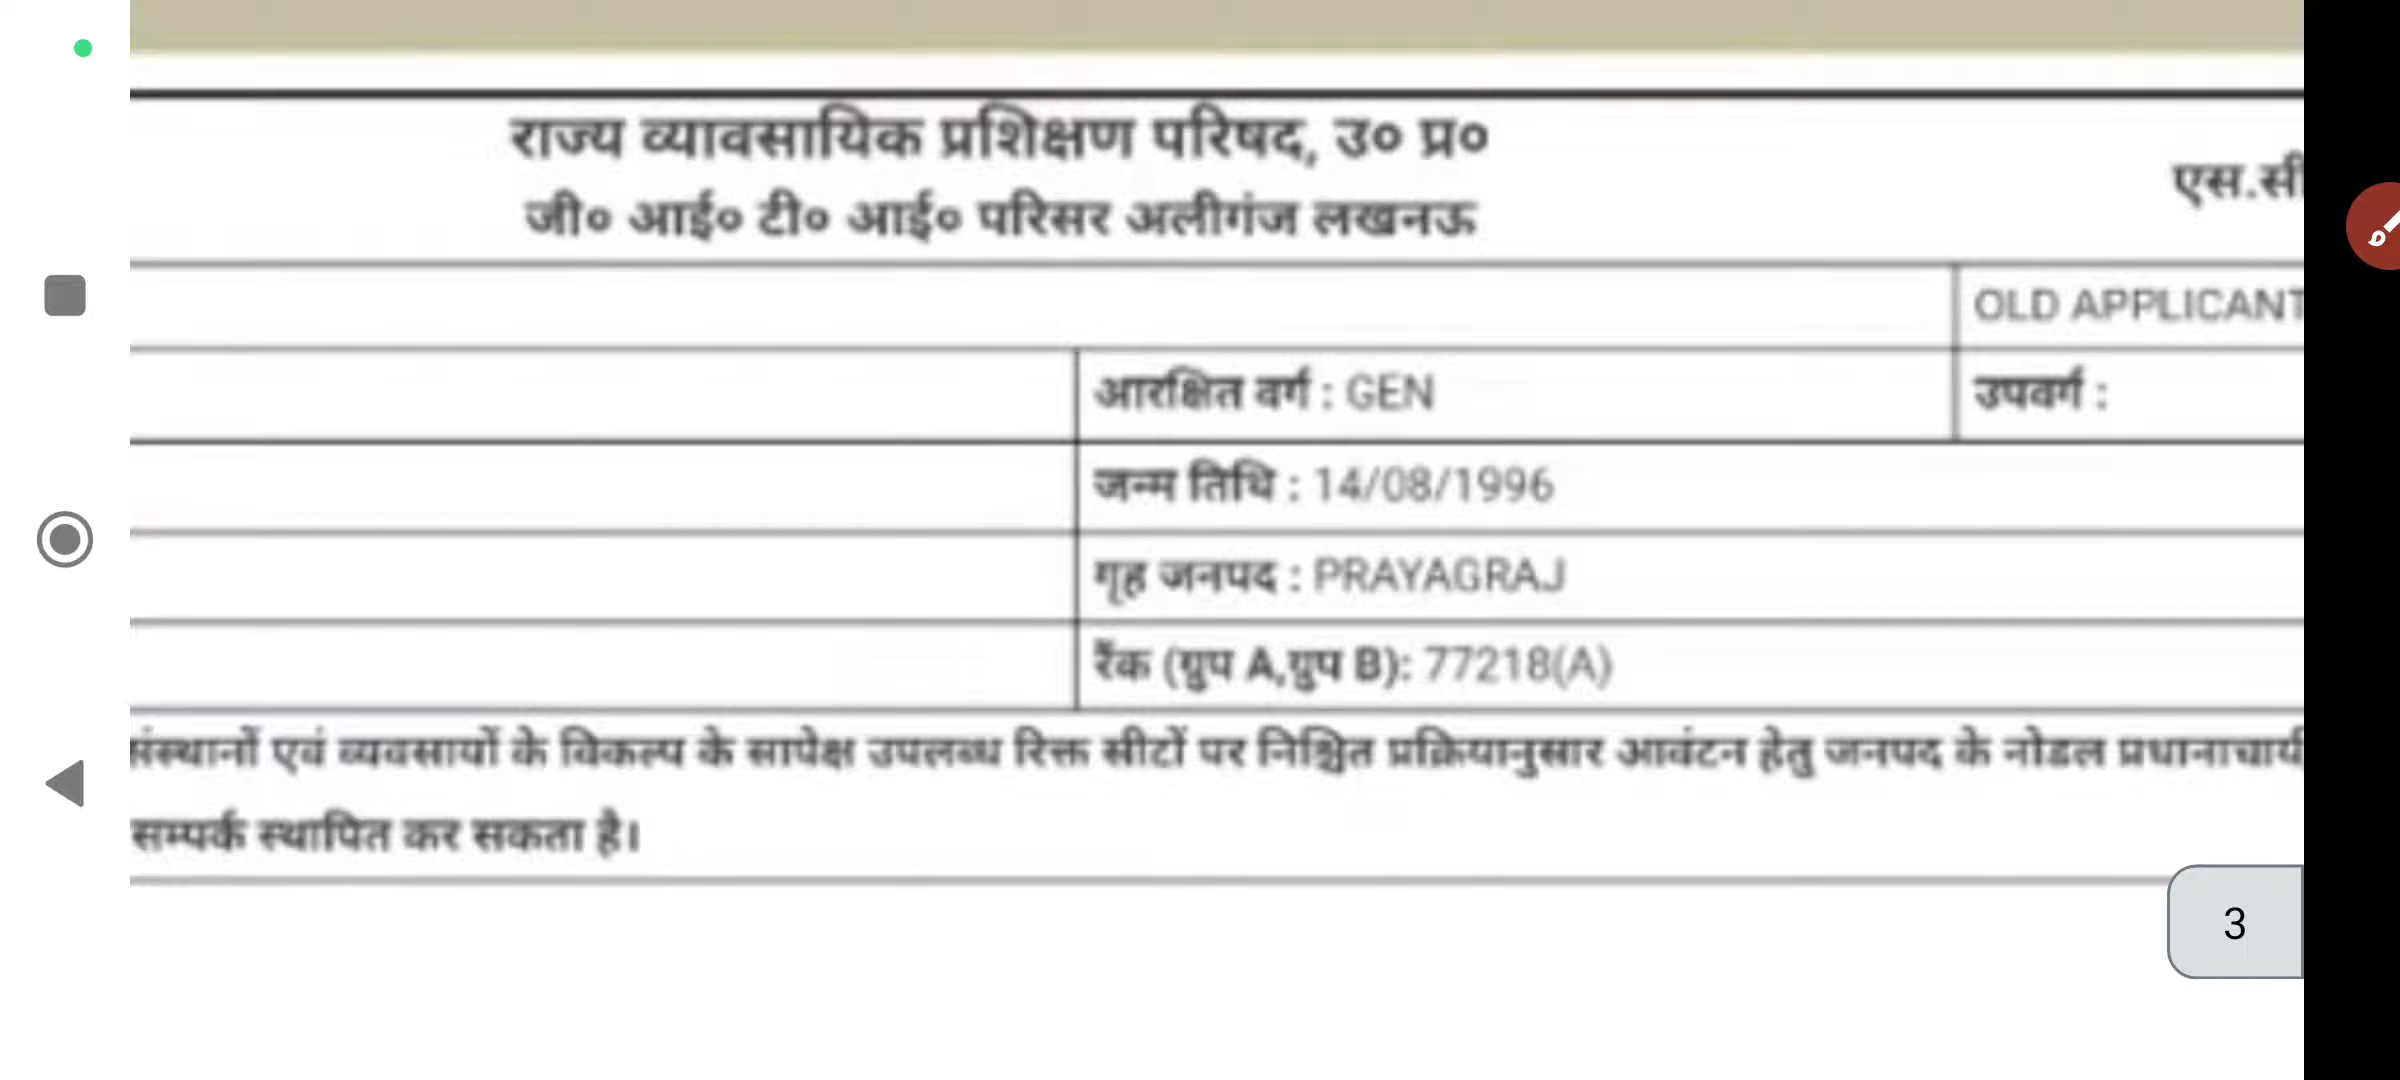 राज्य व्यावसायिक प्रशिक्षण परिषद, उ० प्र०
जी० आई० टी० आई० परिसर अलीगंज लखनऊ
एस.सी
OLD APPLICANT
आरक्षित वर्ग : GEN
उपवर्ग :
जन्म तिथि : 14/08/1996
गृह जनपद : PRAYAGRAJ
रैंक (ग्रुप A,ग्रुप B): 77218(A)
संस्थानों एवं व्यवसायों के विकल्प के सापेक्ष उपलब्ध रिक्त सीटों पर निश्चित प्रक्रियानुसार आवंटन हेतु जनपद के नोडल प्रधानाचार्य
सम्पर्क स्थापित कर सकता है।
3